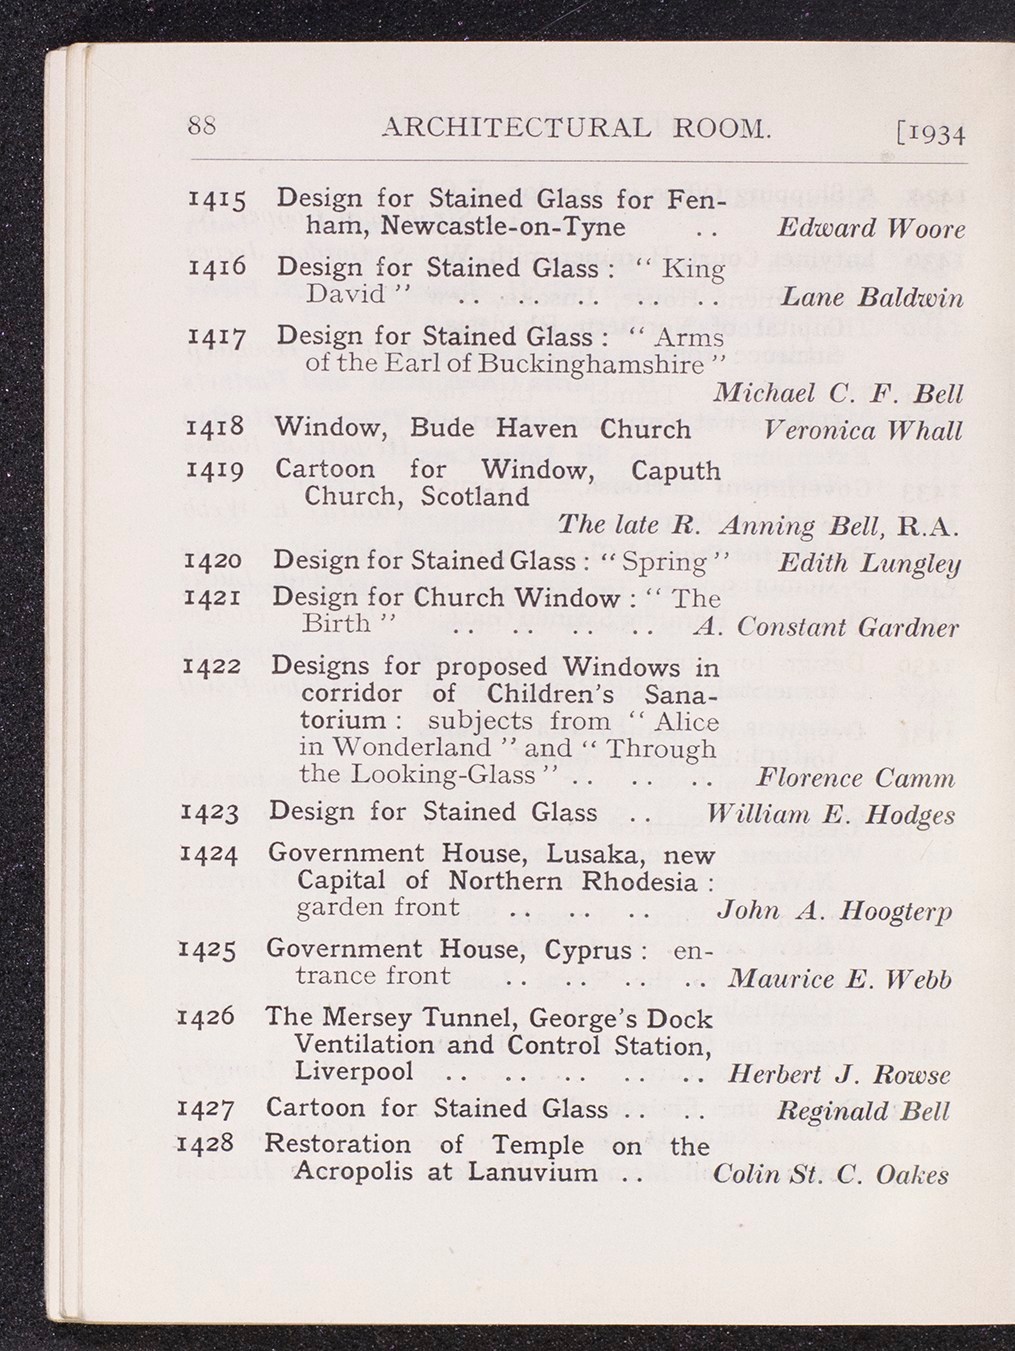 88 ARCHITECTURAL ROOM. [1934
1415 Design for Stained Glass for Fen-
ham, Newcastle-on-Tyne .. Edward Woore
1416 Design for Stained Glass : “ King
David ” .. .. .. .. .. Lane Baldwin
1417 Design for Stained Glass : “ Arms
of the Earl of Buckinghamshire ”
Michael C. F. Bell
1418 Window, Bude Haven Church Veronica Whall
1419 Cartoon for Window, Caputh
Church, Scotland
The late R. Anning Bell, R.A.
1420 Design for Stained Glass : “ Spring ” Edith Lungley
1421 Design for Church Window : “ The
Birth ” .. .. .. .. A. Constant Gardner
1422 Designs for proposed Windows in
corridor of Children’s Sana-
torium : subjects from “ Alice
in Wonderland ” and “ Through
the Looking-Glass ” .. .. .. Florence Camm
1423 Design for Stained Glass .. William E. Hodges
1424 Government House, Lusaka, new
Capital of Northern Rhodesia :
garden front .. .. .. John A. Hoogterp
1425 Government House, Cyprus : en-
trance front .. .. .. .. Maurice E. Webb
1426 The Mersey Tunnel, George’s Dock
Ventilation and Control Station,
Liverpool .. .. .. .. .. Herbert J. Rowse
1427 Cartoon for Stained Glass .. .. Reginald Bell
1428 Restoration of Temple on the
Acropolis at Lanuvium .. Colin St. C. Oakes